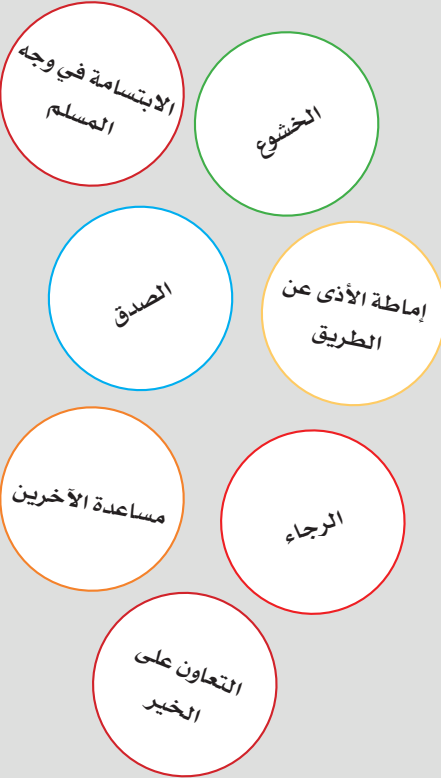 الابتسامة في وجه
المسلم
الخشوع
الصدق
إماطة الأذى عن
الطريق
مساعدة الآخرين
الرجاء
التعاون على
الخير